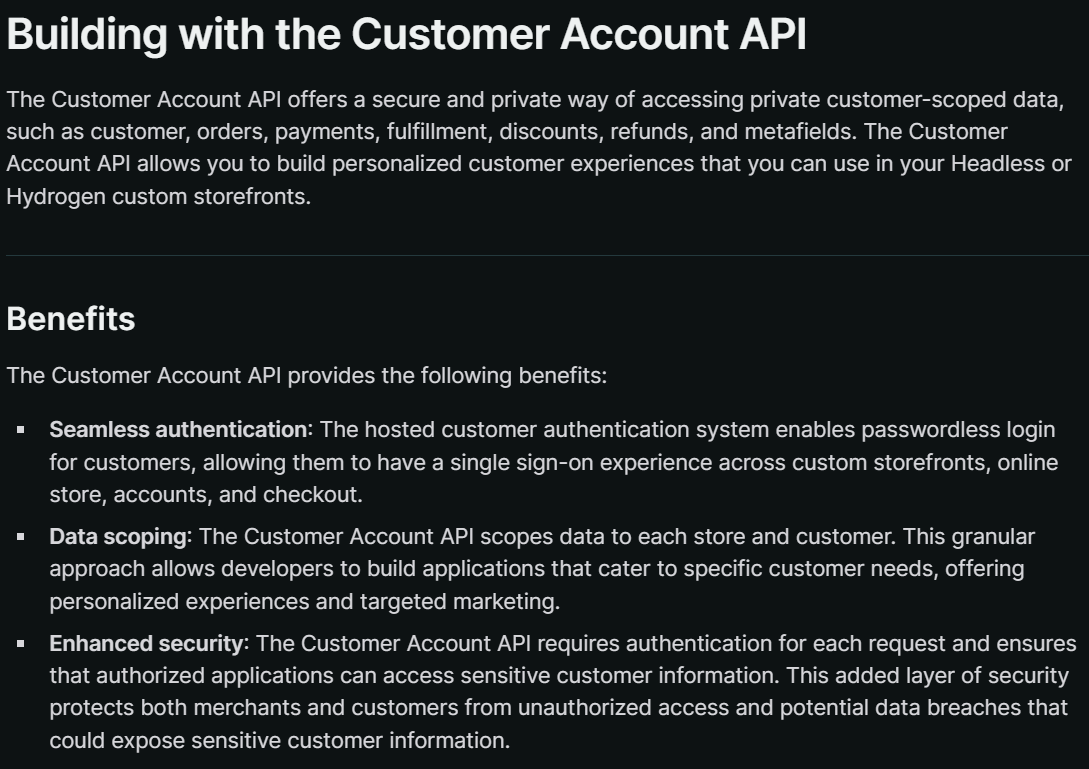 Building with the Customer Account API
The Customer Account API offers a secure and private way of accessing private customer-scoped data,
such as customer, orders, payments, fulfillment, discounts, refunds, and metafields. The Customer
Account API allows you to build personalized customer experiences that you can use in your Headless or
Hydrogen custom storefronts.
Benefits
The Customer Account API provides the following benefits:
▪ Seamless authentication: The hosted customer authentication system enables passwordless login
for customers, allowing them to have a single sign-on experience across custom storefronts, online
store, accounts, and checkout.
▪ Data scoping: The Customer Account API scopes data to each store and customer. This granular
approach allows developers to build applications that cater to specific customer needs, offering
personalized experiences and targeted marketing.
▪ Enhanced security: The Customer Account API requires authentication for each request and ensures
that authorized applications can access sensitive customer information. This added layer of security
protects both merchants and customers from unauthorized access and potential data breaches that
could expose sensitive customer information.